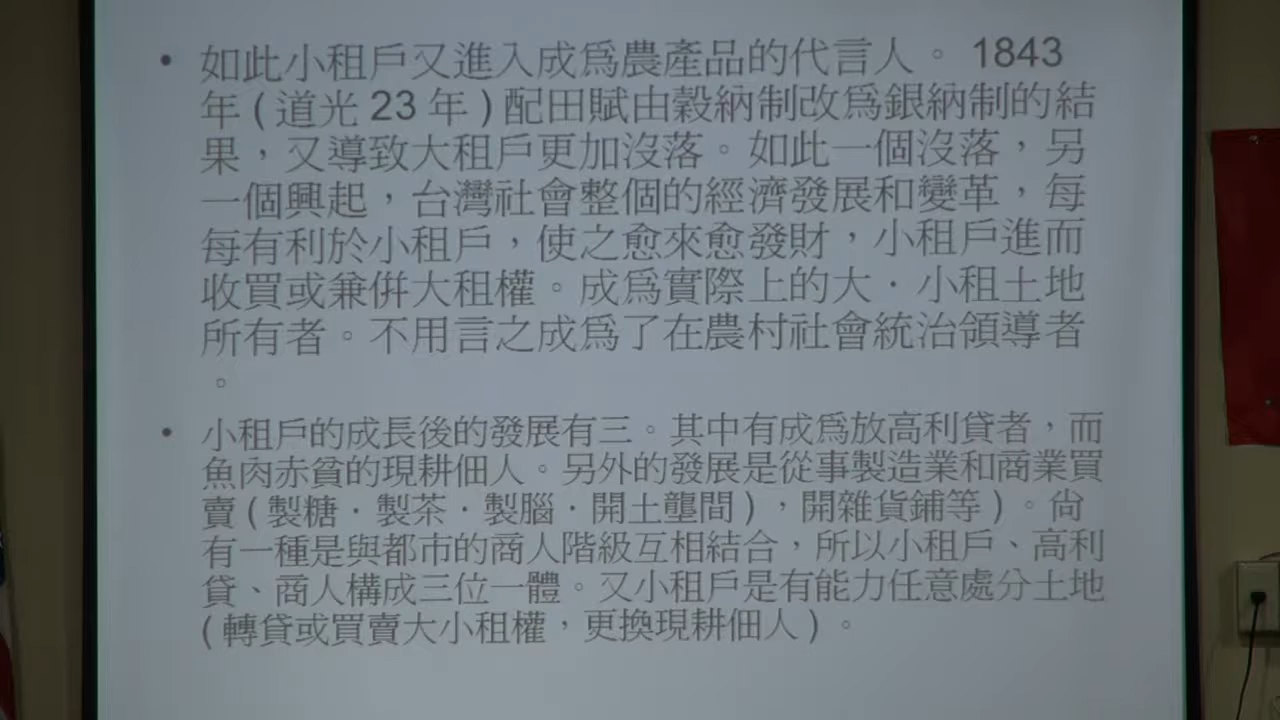 • 如此小租戶又進入成爲農產品的代言人。 1843
年 ( 道光 23 年 ) 配田賦由穀納制改爲銀納制的結
果，又導致大租戶更加沒落。如此一個沒落，另
一個興起，台灣社會整個的經濟發展和變革，每
每有利於小租戶，使之愈來愈發財，小租戶進而
收買或兼併大租權。成爲實際上的大．小租土地
所有者。不用言之成爲了在農村社會統治領導者
。
• 小租戶的成長後的發展有三。其中有成爲放高利貸者，而
魚肉赤貧的現耕佃人。另外的發展是從事製造業和商業買
賣 ( 製糖．製茶．製腦．開土壟間 ) ，開雜貨鋪等 ) 。尙
有一種是與都市的商人階級互相結合，所以小租戶、高利
貸、商人構成三位一體。又小租戶是有能力任意處分土地
( 轉貸或買賣大小租權，更換現耕佃人 ) 。